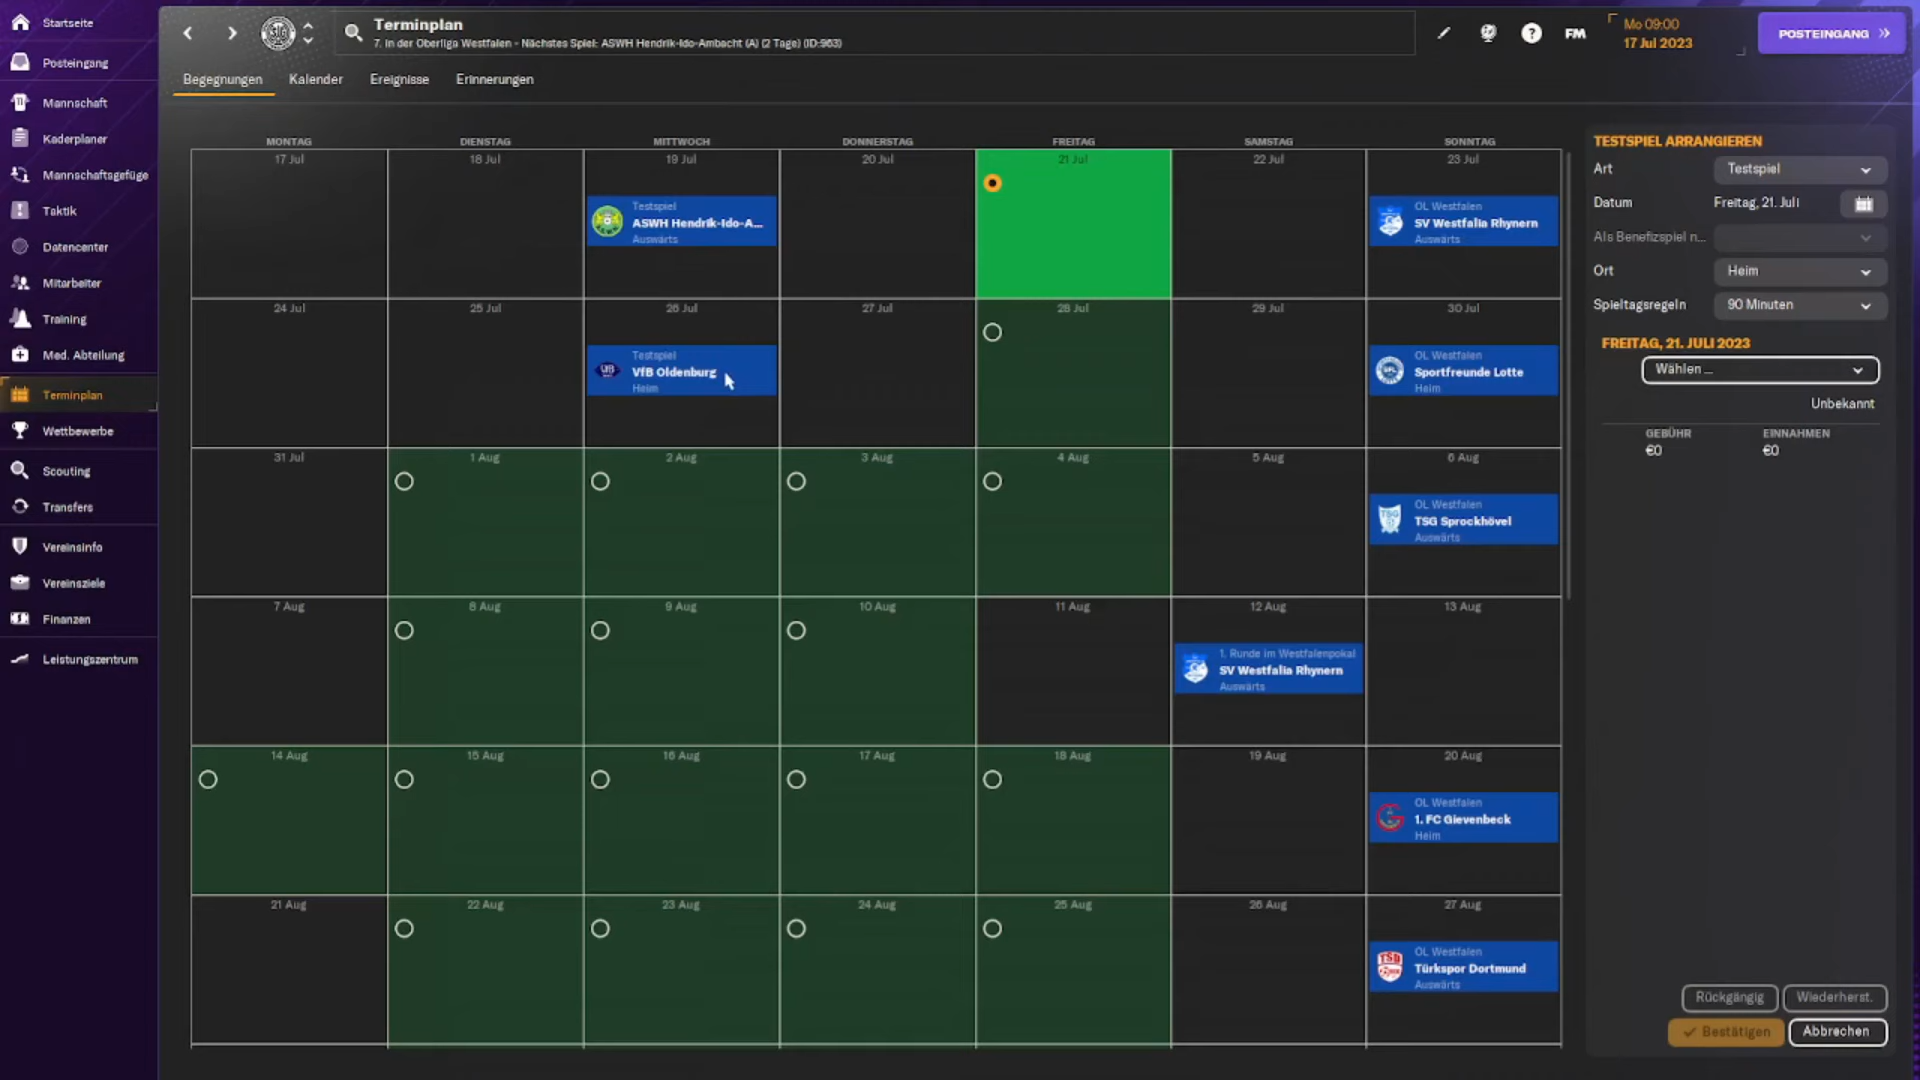 Startseite
Posteingang
Mannschaft
Kaderplaner
Mannschaftsgefüge
Taktik
Datencenter
Mitarbeiter
Training
Med. Abteilung
Terminplan
Wettbewerbe
Scouting
Transfers
Vereinsinfo
Vereinsziele
Finanzen
Leistungszentrum
Terminplan
7. in der Oberliga Westfalen - Nächstes Spiel: ASWH Hendrik-Ido-Ambacht (A) (2 Tage) (ID:963)
FM
Mo 09:00
17 Jul 2023
POSTEINGANG
Begegnungen Kalender Ereignisse Erinnerungen
MONTAG DIENSTAG MITTWOCH DONNERSTAG FREITAG SAMSTAG SONNTAG
17 Jul 18 Jul 19 Jul 20 Jul 21 Jul 22 Jul 23 Jul
Testspiel
ASWH Hendrik-Ido-A...
Auswärts
OL Westfalen
SV Westfalia Rhynern
Auswärts
24 Jul 25 Jul 26 Jul 27 Jul 28 Jul 29 Jul 30 Jul
Testspiel
VfB Oldenburg
Heim
OL Westfalen
Sportfreunde Lotte
Heim
31 Jul 1 Aug 2 Aug 3 Aug 4 Aug 5 Aug 6 Aug
OL Westfalen
TSG Sprockhövel
Auswärts
7 Aug 8 Aug 9 Aug 10 Aug 11 Aug 12 Aug 13 Aug
1. Runde im Westfalenpokal
SV Westfalia Rhynern
Auswärts
14 Aug 15 Aug 16 Aug 17 Aug 18 Aug 19 Aug 20 Aug
OL Westfalen
1. FC Gievenbeck
Heim
21 Aug 22 Aug 23 Aug 24 Aug 25 Aug 26 Aug 27 Aug
OL Westfalen
Türkspor Dortmund
Auswärts
TESTSPIEL ARRANGIEREN
Art Testspiel
Datum Freitag, 21. Juli
Als Benefizspiel n...
Ort Heim
Spieltagsregeln 90 Minuten
FREITAG, 21. JULI 2023
Wählen ...
Unbekannt
GEBÜHR EINNAHMEN
€0 €0
Rückgängig Wiederherst.
Bestätigen Abbrechen